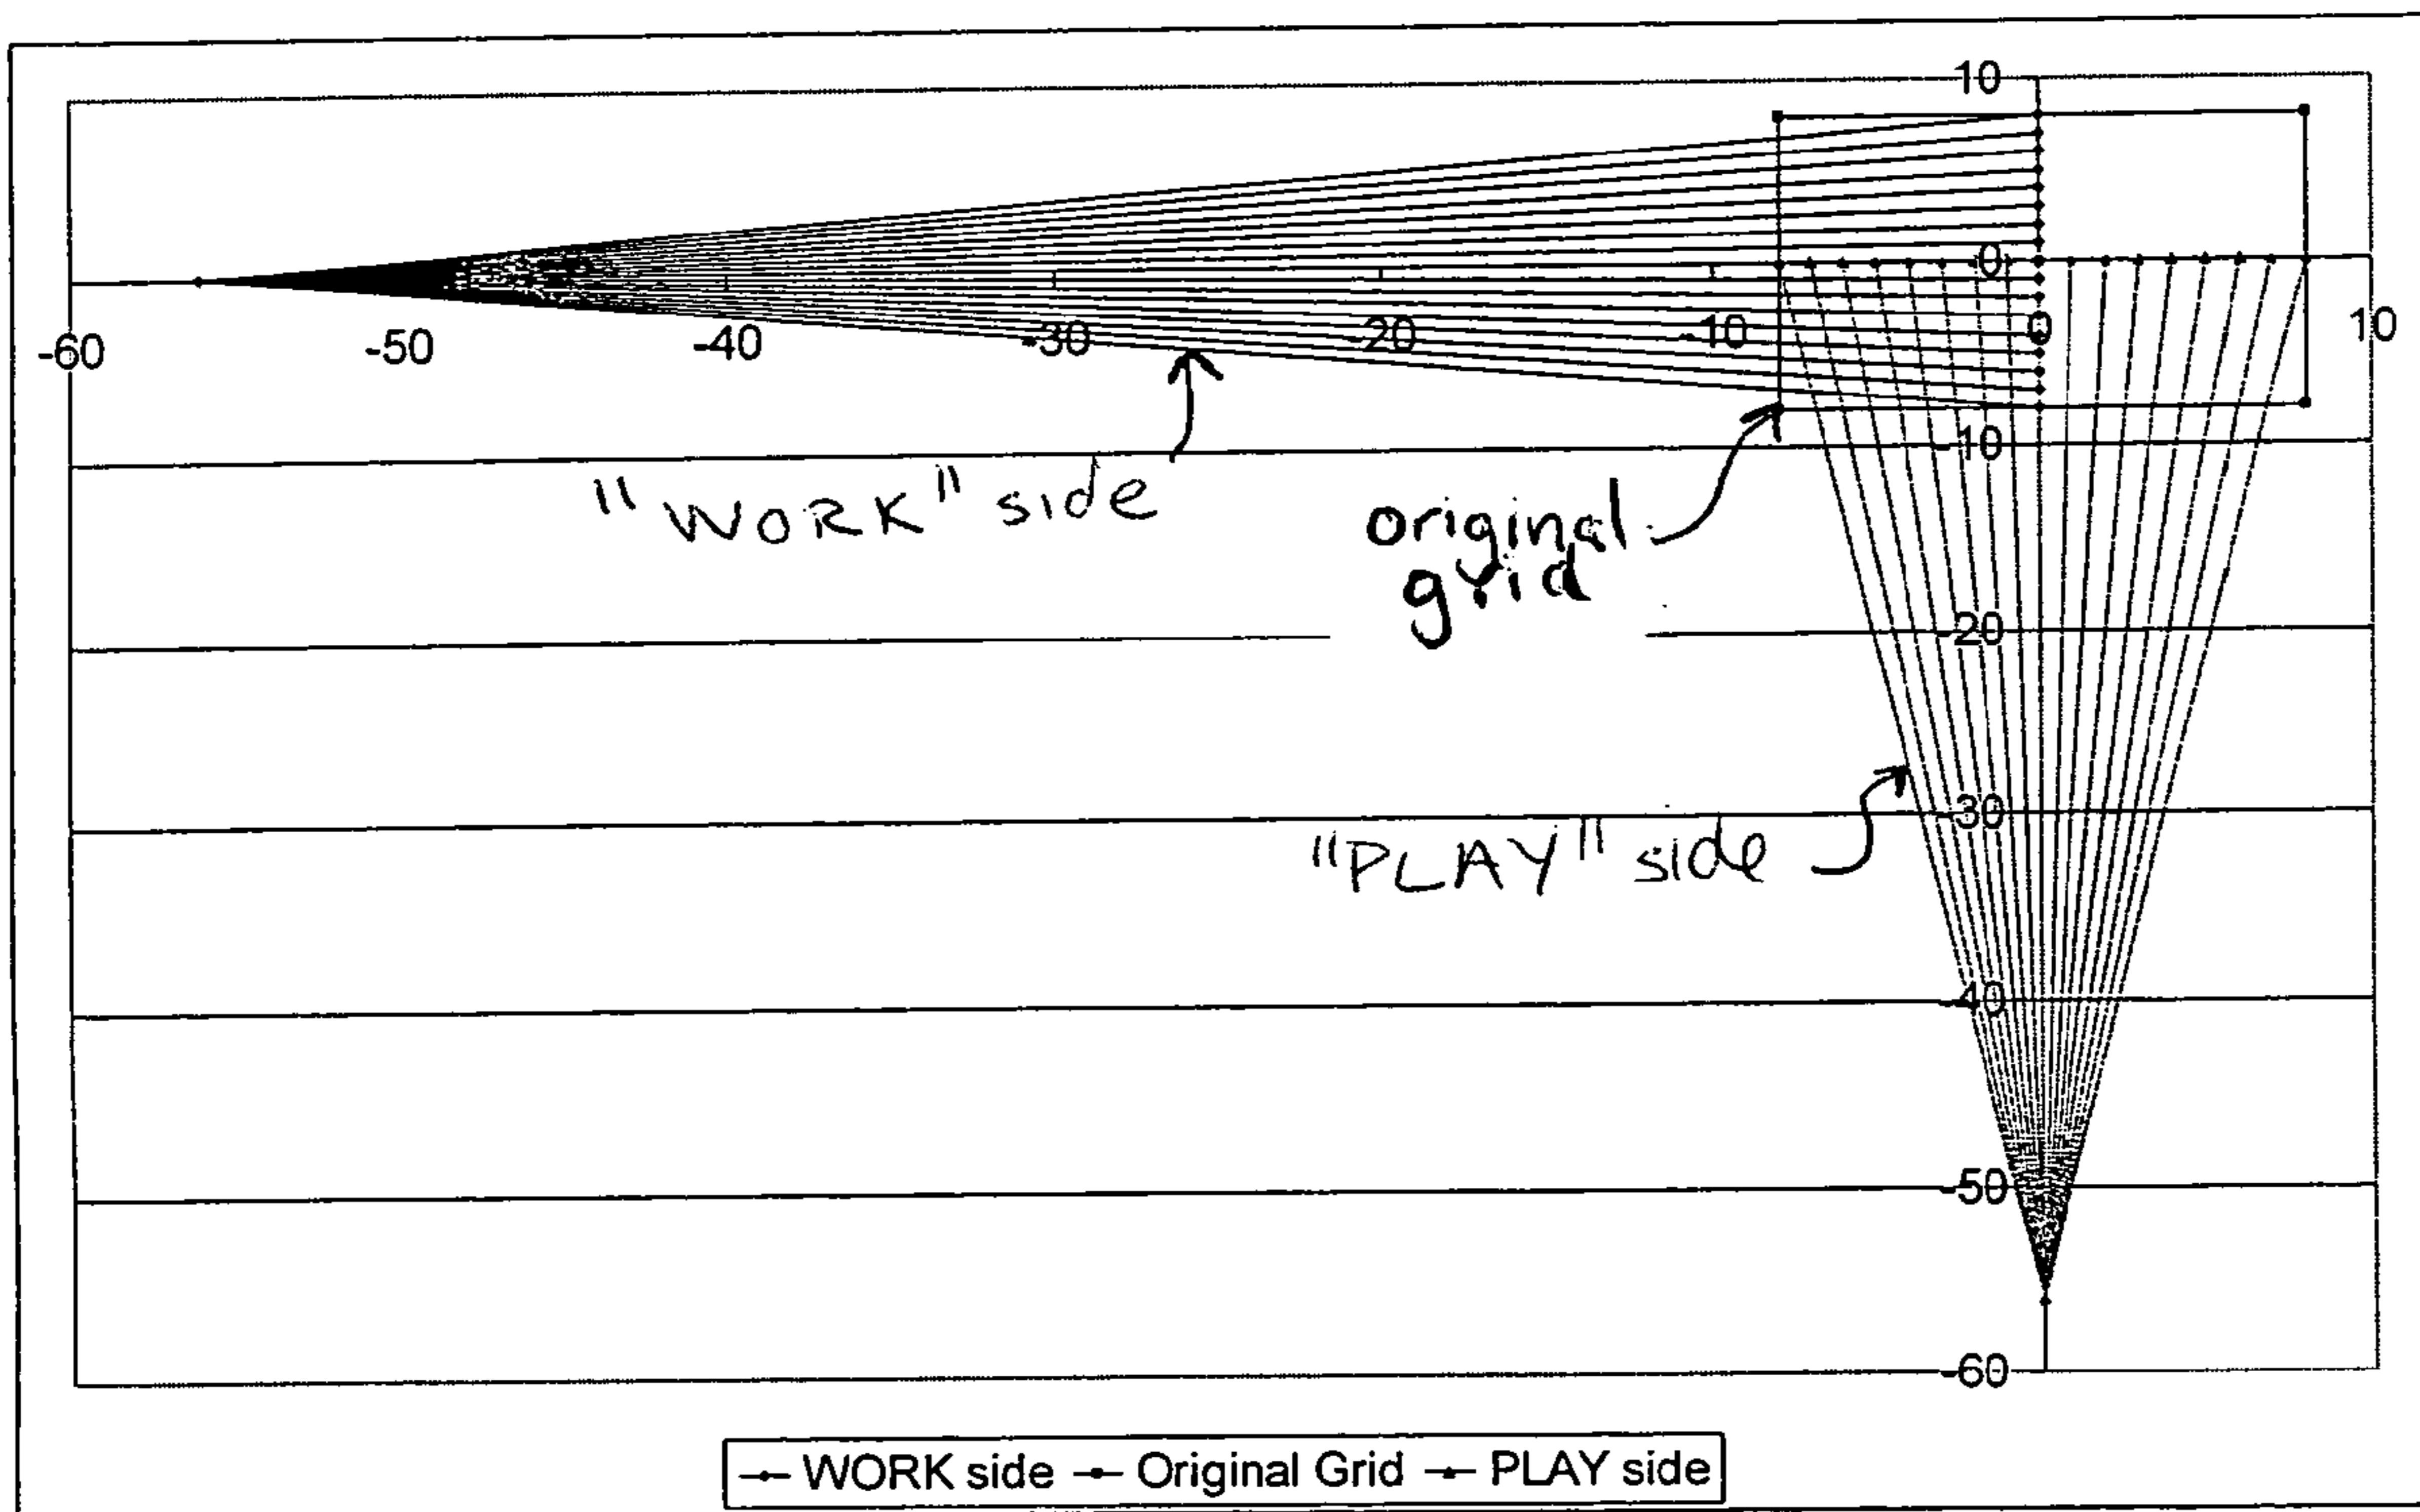 10
0
-60 -50 -40 -30 -20 -10 0 10
-10
"WORK" side
original
grid
-20
-30
"PLAY" side
-40
-50
-60
WORK side Original Grid PLAY side